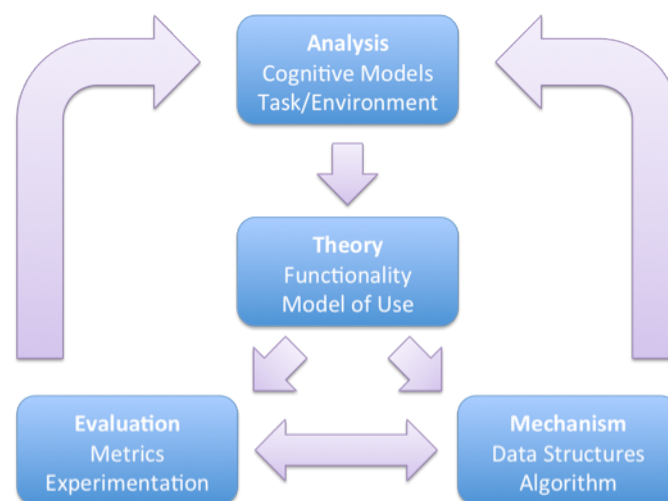 Analysis
Cognitive Models
Task/Environment
Theory
Functionality
Model of Use
Evaluation
Metrics
Experimentation
Mechanism
Data Structures
Algorithm